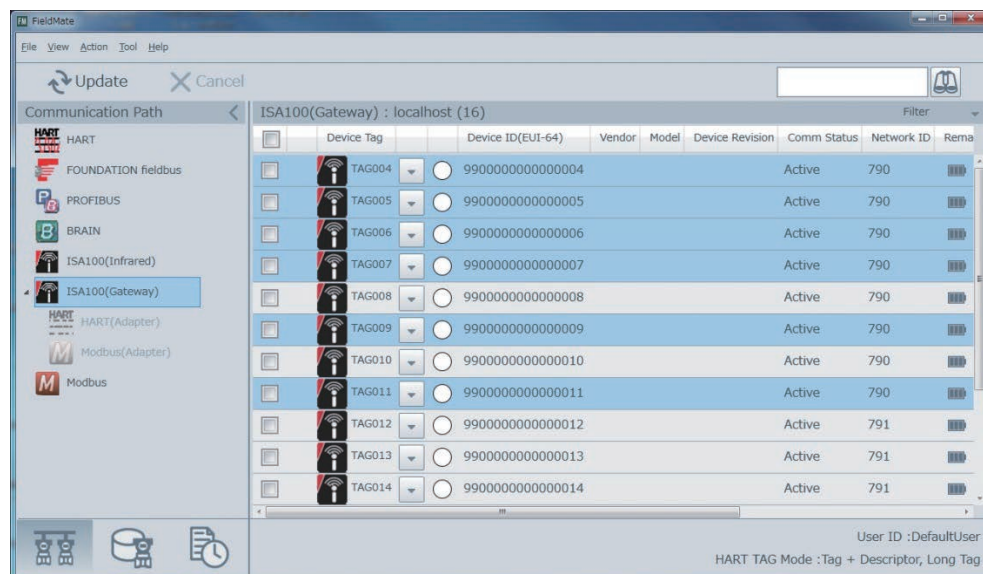 FieldMate
File View Action Tool Help
Update Cancel
Communication Path
HART HART
FOUNDATION fieldbus
PROFIBUS
BRAIN
ISA100(Infrared)
ISA100(Gateway)
HART HART(Adapter)
M Modbus(Adapter)
M Modbus
ISA100(Gateway) : localhost (16) Filter
Device Tag Device ID(EUI-64) Vendor Model Device Revision Comm Status Network ID Rema
TAG004 9900000000000004 Active 790
TAG005 9900000000000005 Active 790
TAG006 9900000000000006 Active 790
TAG007 9900000000000007 Active 790
TAG008 9900000000000008 Active 790
TAG009 9900000000000009 Active 790
TAG010 9900000000000010 Active 790
TAG011 9900000000000011 Active 790
TAG012 9900000000000012 Active 791
TAG013 9900000000000013 Active 791
TAG014 9900000000000014 Active 791
User ID :DefaultUser
HART TAG Mode :Tag + Descriptor, Long Tag